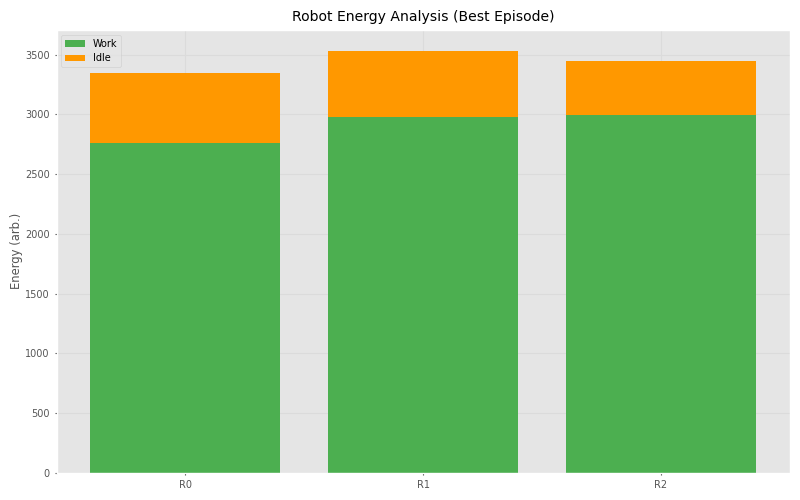 Robot Energy Analysis (Best Episode)
Work
Idle
3500
3000
2500
2000
1500
1000
500
0
Energy (arb.)
R0 R1 R2